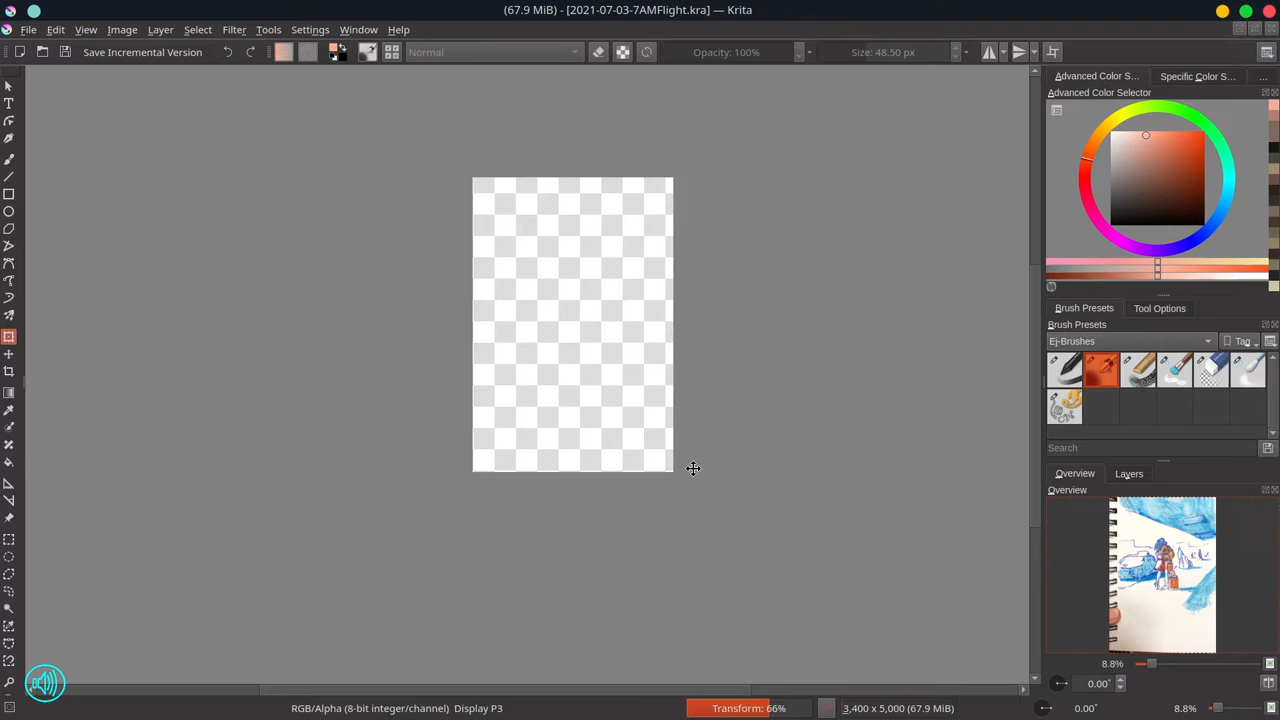 (67.9 MiB) - [2021-07-03-7AMFlight.kra] — Krita
File Edit View Image Layer Select Filter Tools Settings Window Help
Save Incremental Version
Normal
Opacity: 100%
Size: 48.50 px
Advanced Color S...
Specific Color S...
...
Advanced Color Selector
Brush Presets
Tool Options
Brush Presets
Ej-Brushes
Tag
Search
Overview
Layers
Overview
8.8%
0.00°
RGB/Alpha (8-bit integer/channel) Display P3
Transform: 66%
3,400 x 5,000 (67.9 MiB)
0.00°
8.8%